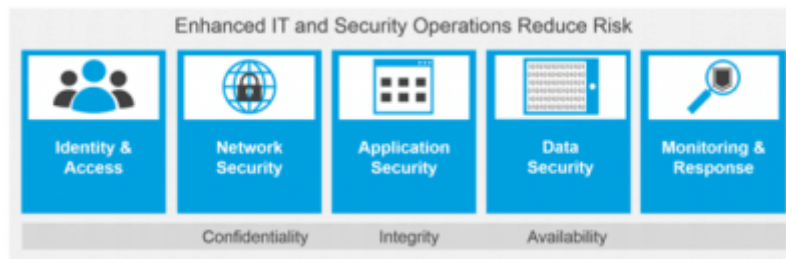 Enhanced IT and Security Operations Reduce Risk
Identity &
Access
Network
Security
Application
Security
Data
Security
Monitoring &
Response
Confidentiality
Integrity
Availability